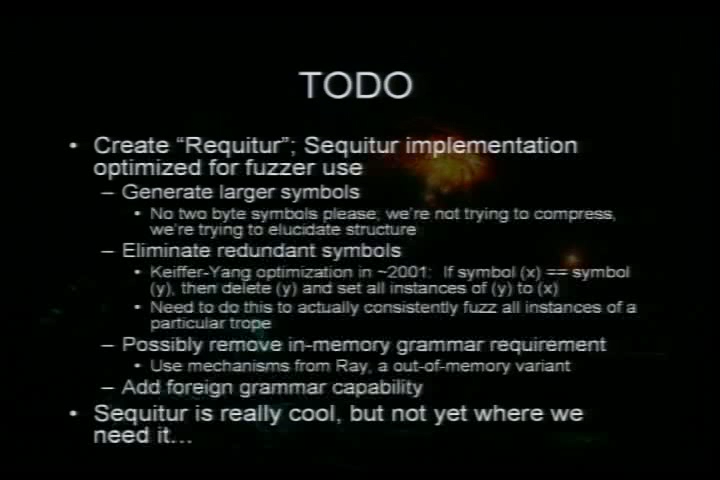 TODO
• Create “Requitur”; Sequitur implementation
optimized for fuzzer use
– Generate larger symbols
• No two byte symbols please, we’re not trying to compress,
we’re trying to elucidate structure
– Eliminate redundant symbols
• Keiffer-Yang optimization in ~2001: If symbol (x) == symbol
(y), then delete (y) and set all instances of (y) to (x)
• Need to do this to actually consistently fuzz all instances of a
particular trope
– Possibly remove in-memory grammar requirement
• Use mechanisms from Ray, a out-of-memory variant
– Add foreign grammar capability
• Sequitur is really cool, but not yet where we
need it...